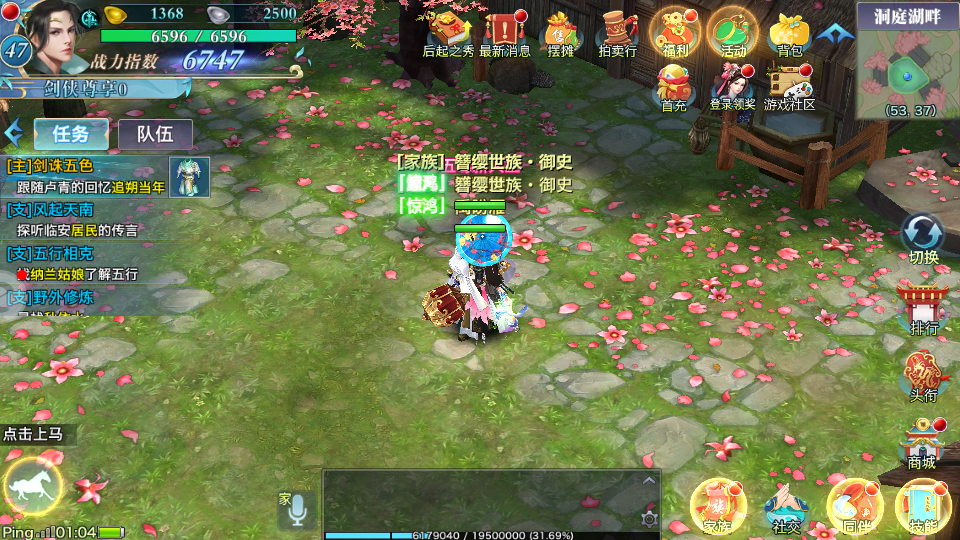 1368
2500
6596 / 6596
47
战力指数 6747
剑侠尊享0
后起之秀
最新消息
摆摊
拍卖行
福利
活动
背包
首充
登录领奖
游戏社区
洞庭湖畔
(53, 37)
任务
队伍
[主]剑诛五色
跟随卢青的回忆追朔当年
[支]风起天南
探听临安居民的传言
[支]五行相克
找纳兰姑娘了解五行
[支]野外修炼
[家族] 簪缨世族·御史
簪缨世族·御史
「惊鸿」
切换
排行
头衔
商城
点击上马
家
Ping
01:04
6179040 / 19500000 (31.69%)
家族
社交
同伴
技能